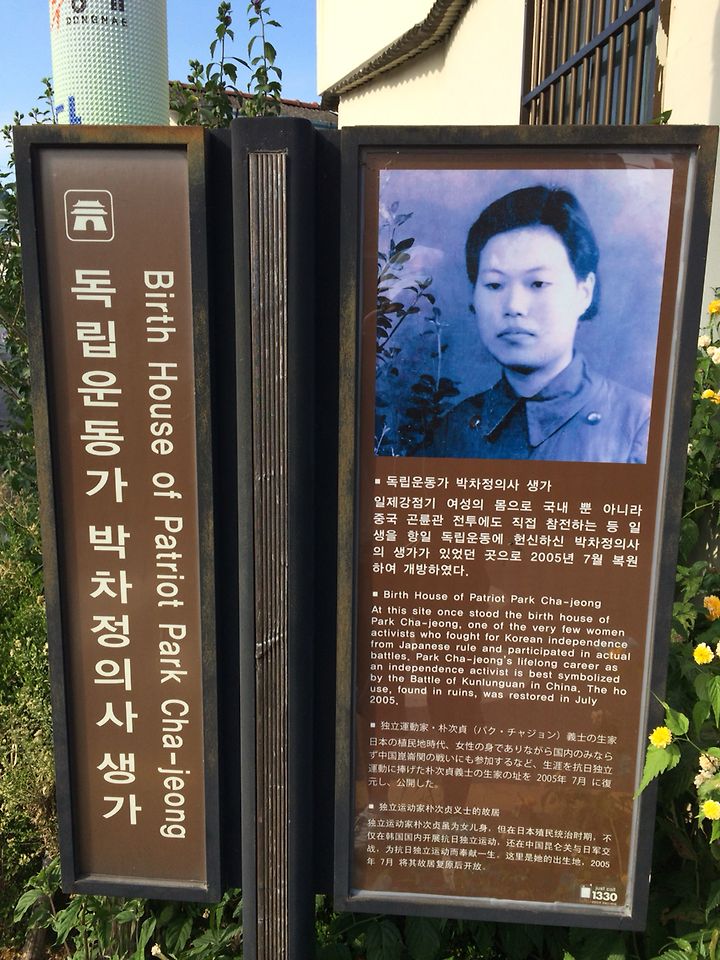 DONGNAE
독립운동가 박차정의사 생가
Birth House of Patriot Park Cha-jeong
■ 독립운동가 박차정의사 생가
일제강점기 여성의 몸으로 국내 뿐 아니라
중국 곤륜관 전투에도 직접 참전하는 등 일
생을 항일 독립운동에 헌신하신 박차정의사
의 생가가 있었던 곳으로 2005년 7월 복원
하여 개방하였다.
■ Birth House of Patriot Park Cha-jeong
At this site once stood the birth house of
Park Cha-jeong, one of the very few women
activists who fought for Korean independence
from Japanese rule and participated in actual
battles. Park Cha-jeong's lifelong career as
an independence activist is best symbolized
by the Battle of Kunlunguan in China. The ho
use, found in ruins, was restored in July
2005.
■ 独立運動家・朴次貞（パク・チャジョン）義士の生家
日本の植民地時代、女性の身でありながら国内のみなら
ず中国崑崙関の戦いにも参加するなど、生涯を抗日独立
運動に捧げた朴次貞義士の生家の址を 2005年 7月 に復
元し、公開した。
■ 独立运动家朴次贞义士的故居
独立运动家朴次贞虽为女儿身，但在日本殖民统治时期，不
仅在韩国国内开展抗日独立运动，还在中国昆仑关与日军交
战，为抗日独立运动而奉献一生。这里是她的出生地，2005
年 7月 将其故居复原后开放。
just call
1330